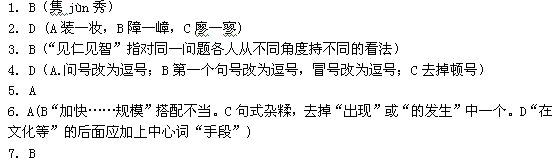 1. B（隽 jùn 秀）
2. D（A 装一妆，B 障一嶂，C 廖一寥）
3. B（“见仁见智”指对同一问题各人从不同角度持不同的看法）
4. D（A.问号改为逗号；B 第一个句号改为逗号，冒号改为逗号；C 去掉顿号）
5. A
6. A(B“加快……规模”搭配不当。C 句式杂糅，去掉“出现”或“的发生”中一个。D“在
文化等”的后面应加上中心词“手段”)
7. B